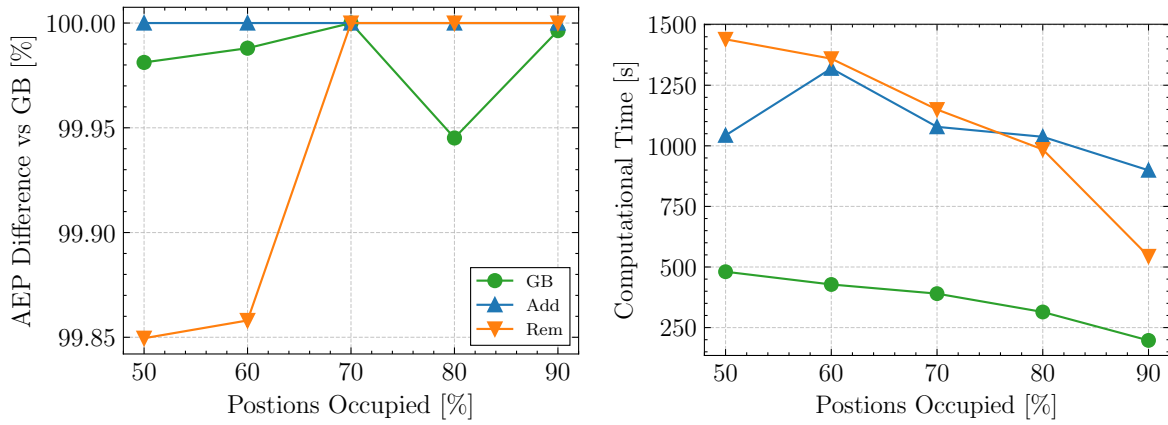 AEP Difference vs GB [%]
100.00
99.95
99.90
99.85
50 60 70 80 90
Postions Occupied [%]
GB
Add
Rem
Computational Time [s]
1500
1250
1000
750
500
250
50 60 70 80 90
Postions Occupied [%]